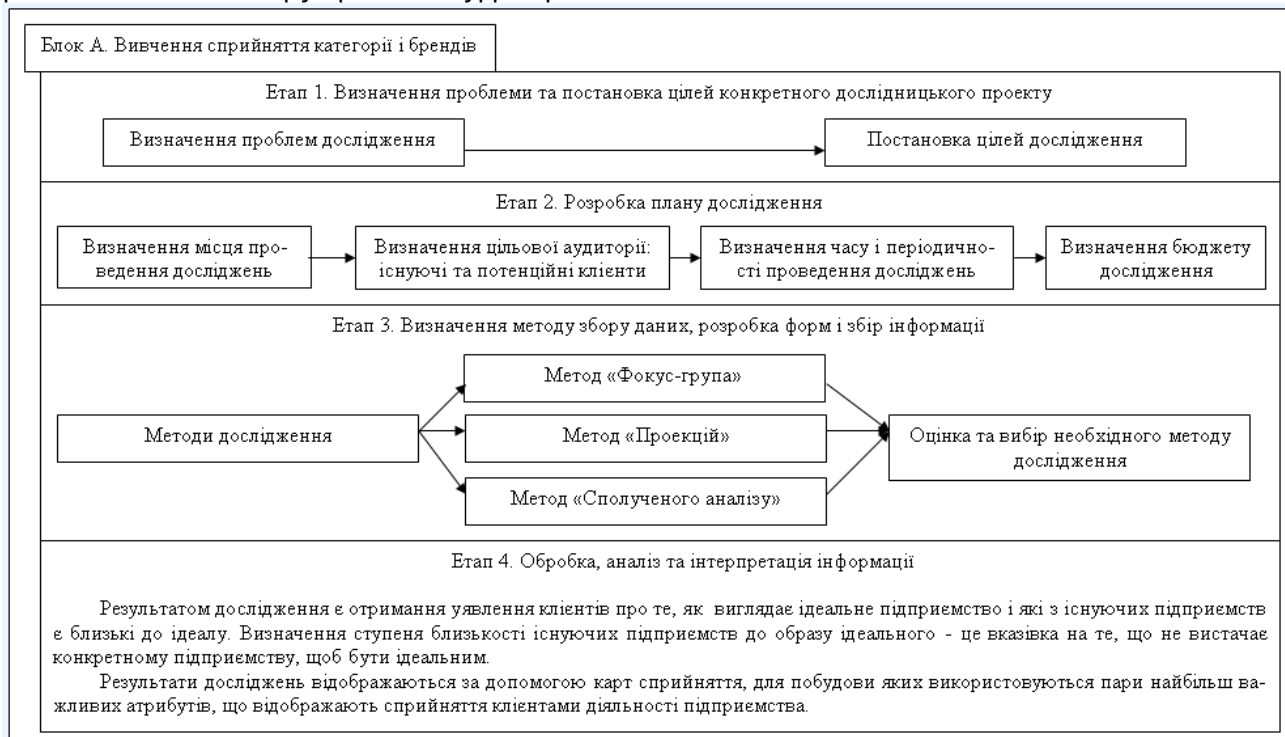 Блок А. Вивчення сприйняття категорії і брендів
Етап 1. Визначення проблеми та постановка цілей конкретного дослідницького проекту
Визначення проблем дослідження
Постановка цілей дослідження
Етап 2. Розробка плану дослідження
Визначення місця про-
ведення досліджень
Визначення цільової аудиторії:
існуючі та потенційні клієнти
Визначення часу і періодично-
сті проведення досліджень
Визначення бюджету
дослідження
Етап 3. Визначення методу збору даних, розробка форм і збір інформації
Метод «Фокус-група»
Методи дослідження
Метод «Проекцій»
Оцінка та вибір необхідного методу
дослідження
Метод «Сполученого аналізу»
Етап 4. Обробка, аналіз та інтерпретація інформації
Результатом дослідження є отримання уявлення клієнтів про те, як виглядає ідеальне підприємство і які з існуючих підприємств
є близькі до ідеалу. Визначення ступеня близькості існуючих підприємств до образу ідеального - це вказівка на те, що не вистачає
конкретному підприємству, щоб бути ідеальним.
Результати досліджень відображаються за допомогою карт сприйняття, для побудови яких використовуються пари найбільш ва-
жливих атрибутів, що відображають сприйняття клієнтами діяльності підприємства.